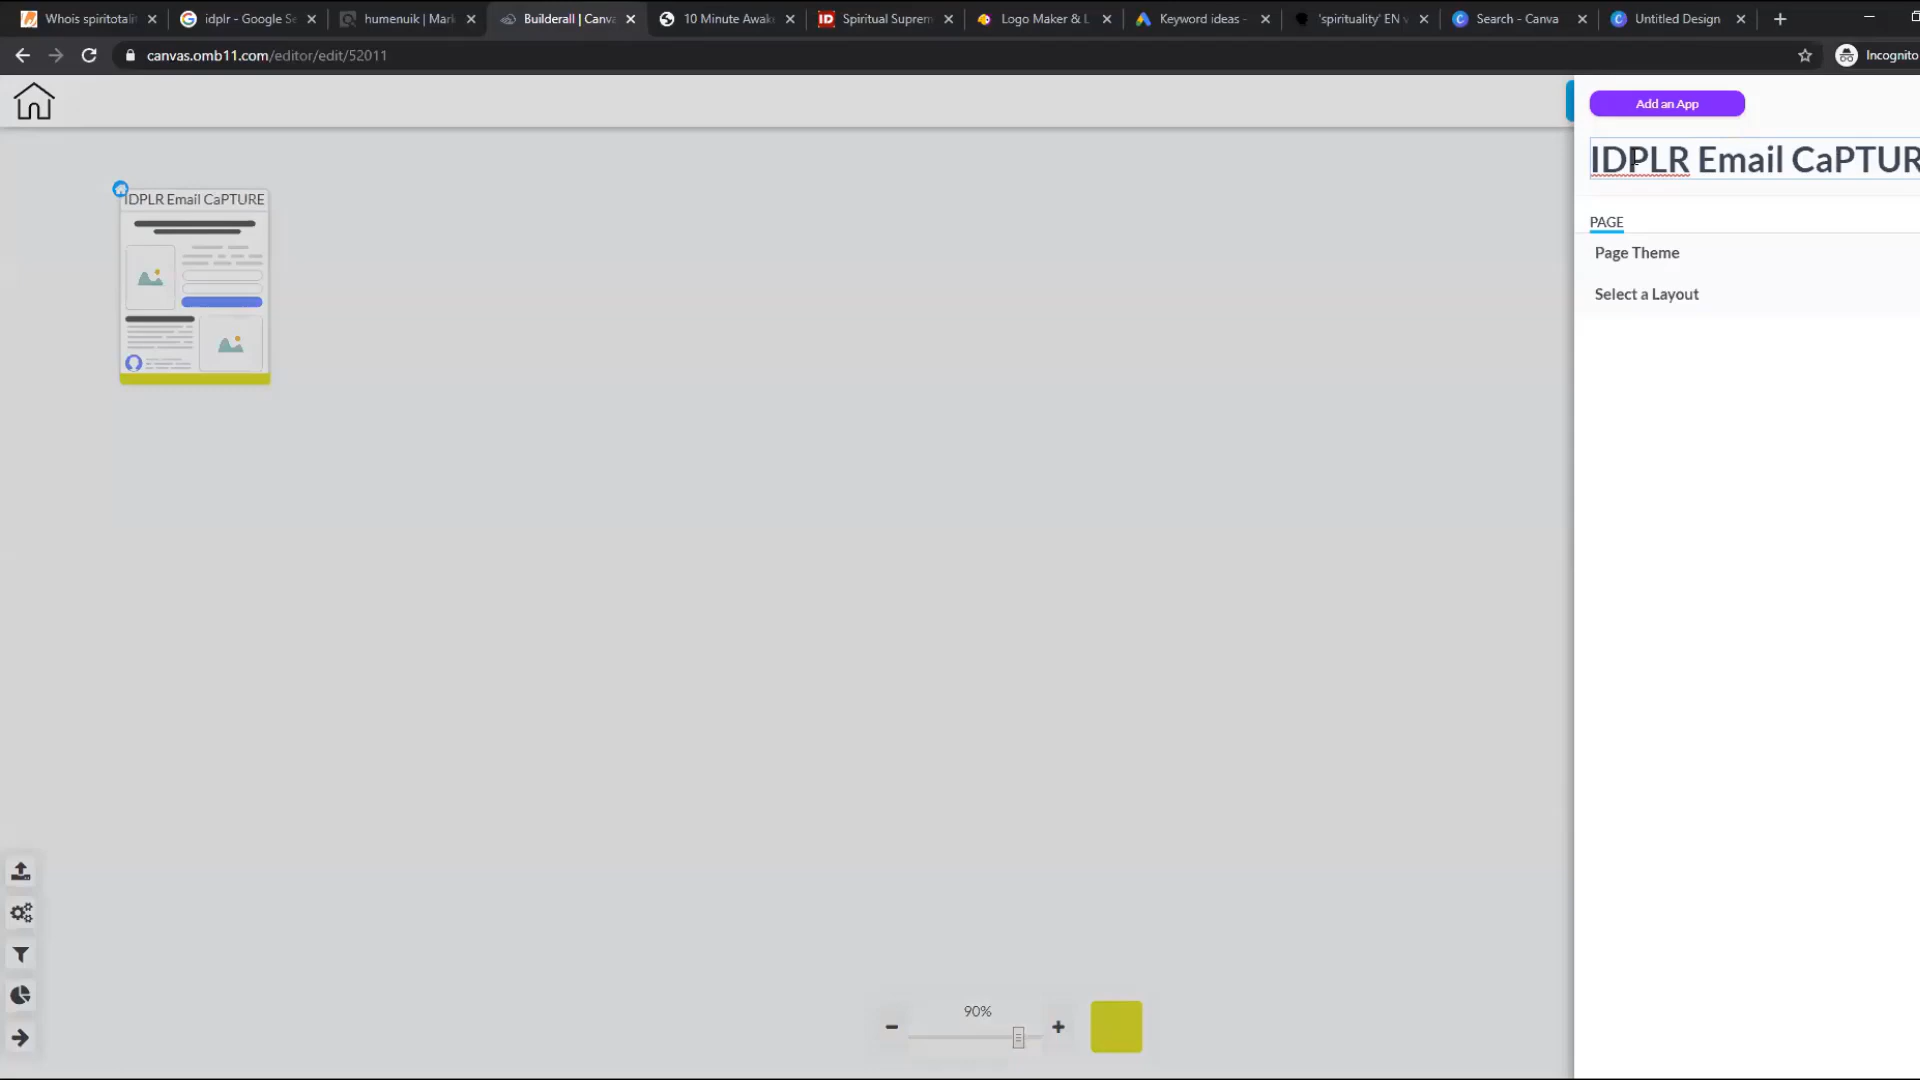 Whois spiritotali
idplr - Google Se
humenuik | Mark
Builderall | Canva
10 Minute Awak
ID
Spiritual Suprem
Logo Maker & L
Keyword ideas -
'spirituality' EN v
Search - Canva
Untitled Design
canvas.omb11.com/editor/edit/52011
Incognito
Add an App
IDPLR Email CaPTUR
PAGE
Page Theme
Select a Layout
IDPLR Email CaPTURE
90%